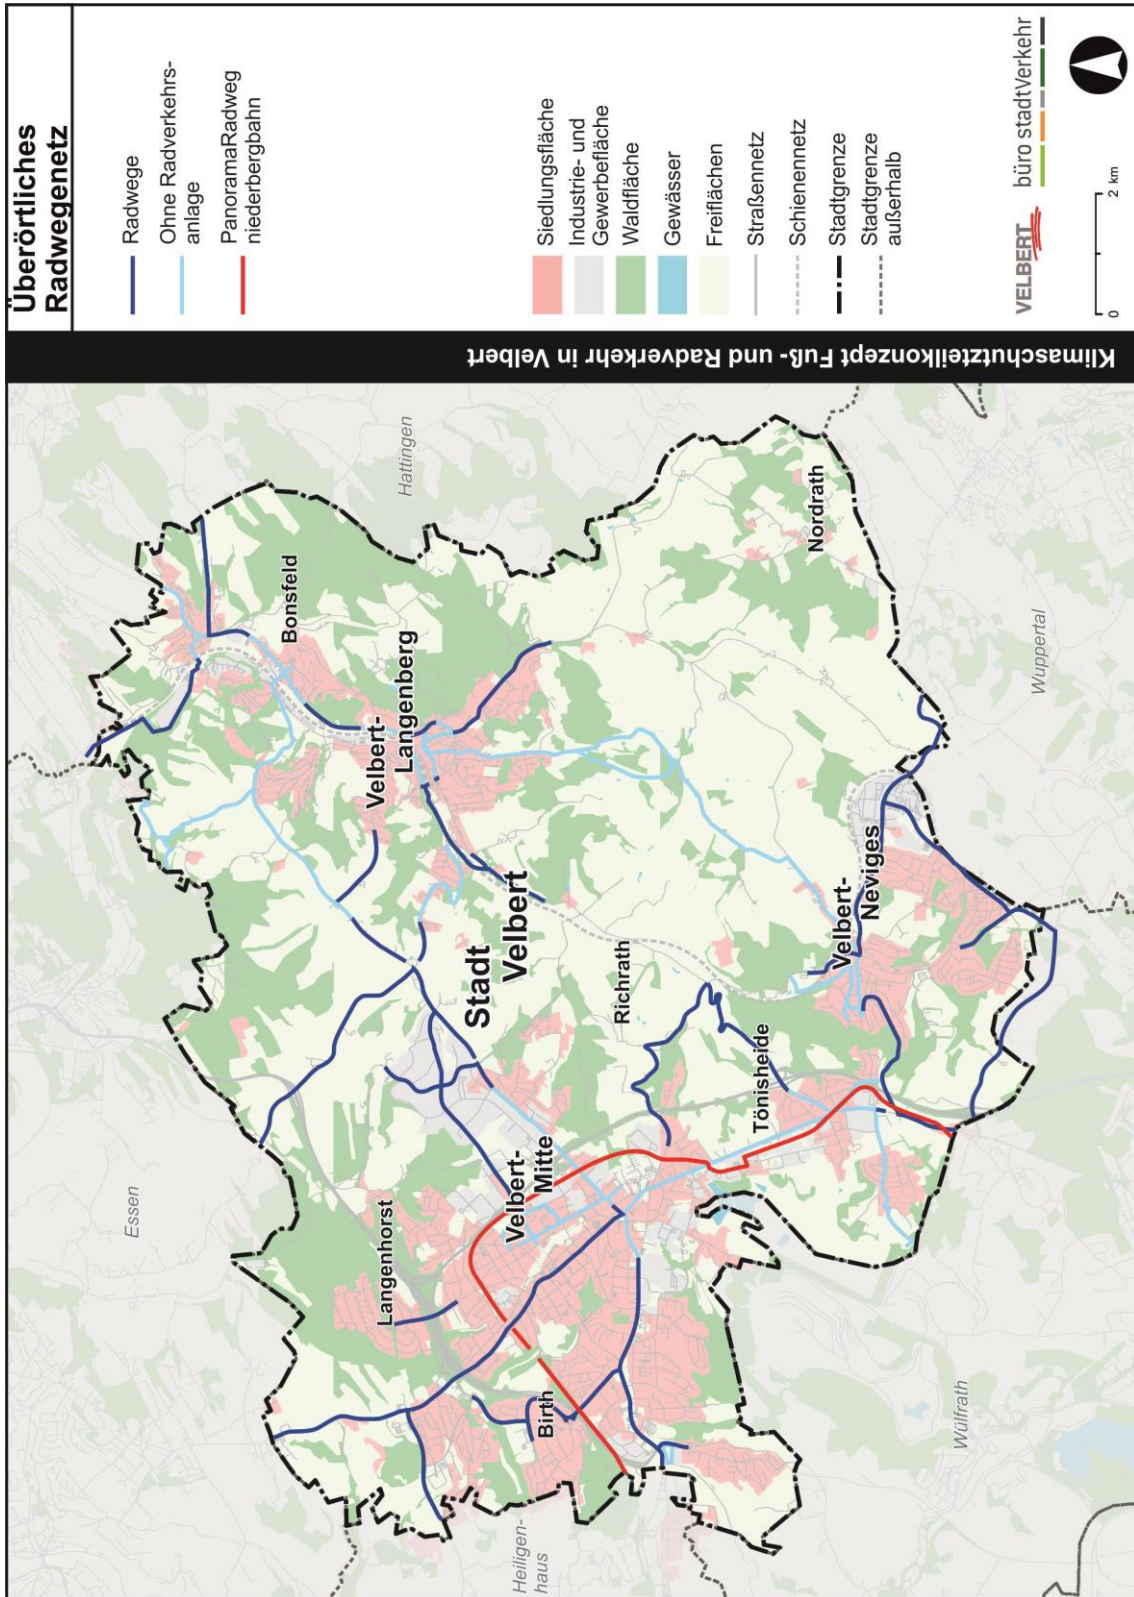 Überörtliches
Radwegenetz
Radwege
Ohne Radverkehrs-
anlage
PanoramaRadweg
niederbergbahn
Siedlungsfläche
Industrie- und
Gewerbefläche
Waldfläche
Gewässer
Freiflächen
Straßennetz
Schienennetz
Stadtgrenze
Stadtgrenze
außerhalb
VELBERT
büro stadtVerkehr
0
2
km
Klimaschutzteilkonzept Fuß- und Radverkehr in Velbert
Essen
Hattingen
Bonsfeld
Velbert-
Langenberg
Langenhorst
Stadt
Velbert
Velbert-
Mitte
Birth
Heiligen-
haus
Richrath
Tönisheide
Velbert-
Neviges
Nordrath
Wülfrath
Wuppertal